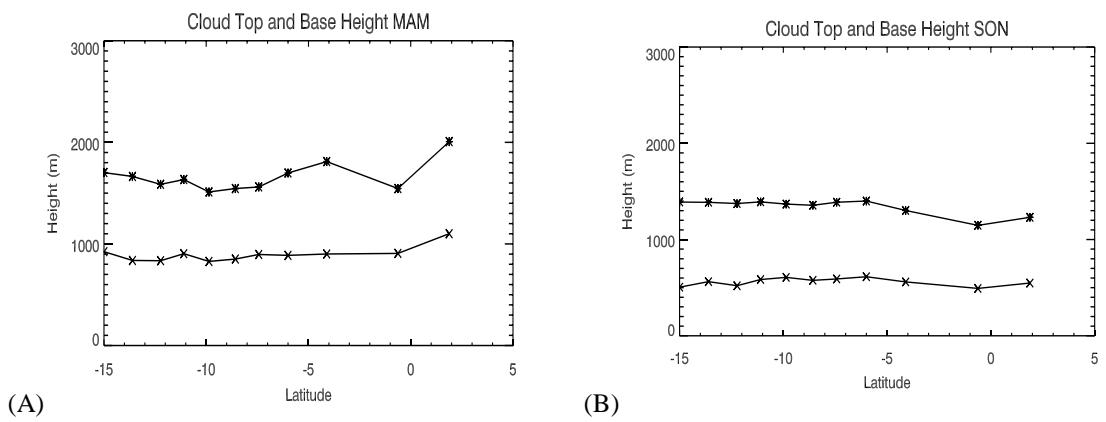 Cloud Top and Base Height MAM
3000
2000
1000
0
Height (m)
-15 -10 -5 0 5
Latitude
(A)
Cloud Top and Base Height SON
3000
2000
1000
0
Height (m)
-15 -10 -5 0 5
Latitude
(B)